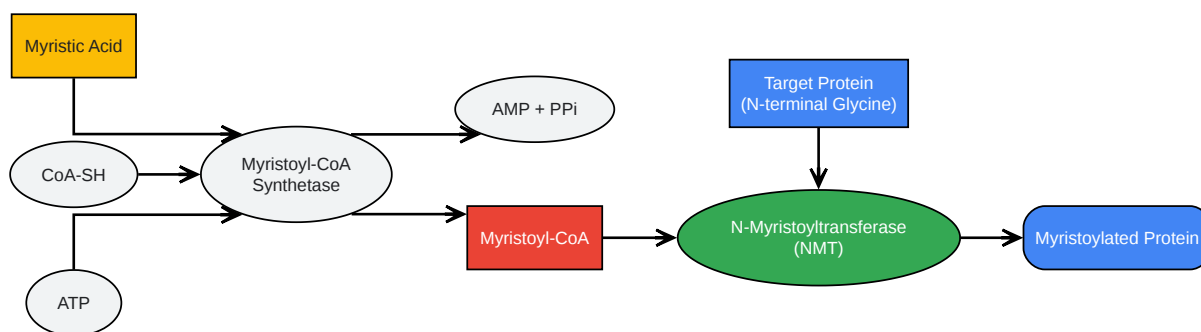 Myristic Acid
CoA-SH
ATP
Myristoyl-CoA
Synthetase
AMP + PPi
Myristoyl-CoA
Target Protein
(N-terminal Glycine)
N-Myristoyltransferase
(NMT)
Myristoylated Protein